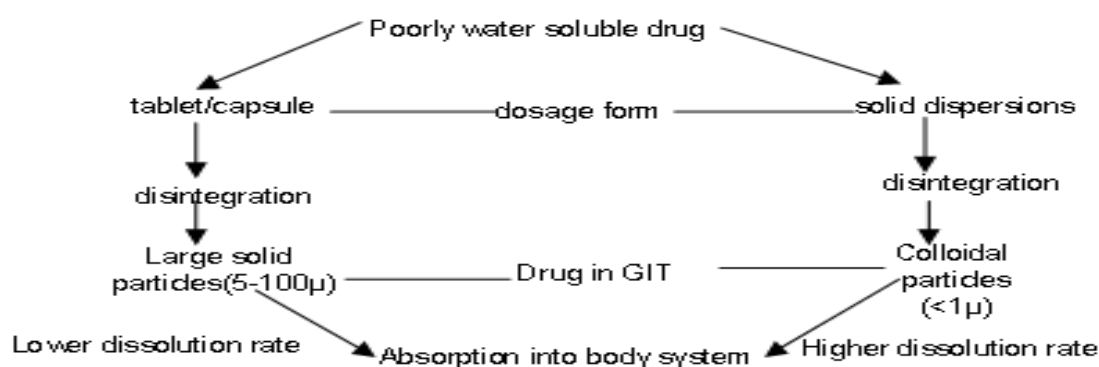 Poorly water soluble drug
tablet/capsule
dosage form
solid dispersions
disintegration
disintegration
Large solid
particles(5-100µ)
Drug in GIT
Colloidal
particles
(<1µ)
Lower dissolution rate
Absorption into body system
Higher dissolution rate